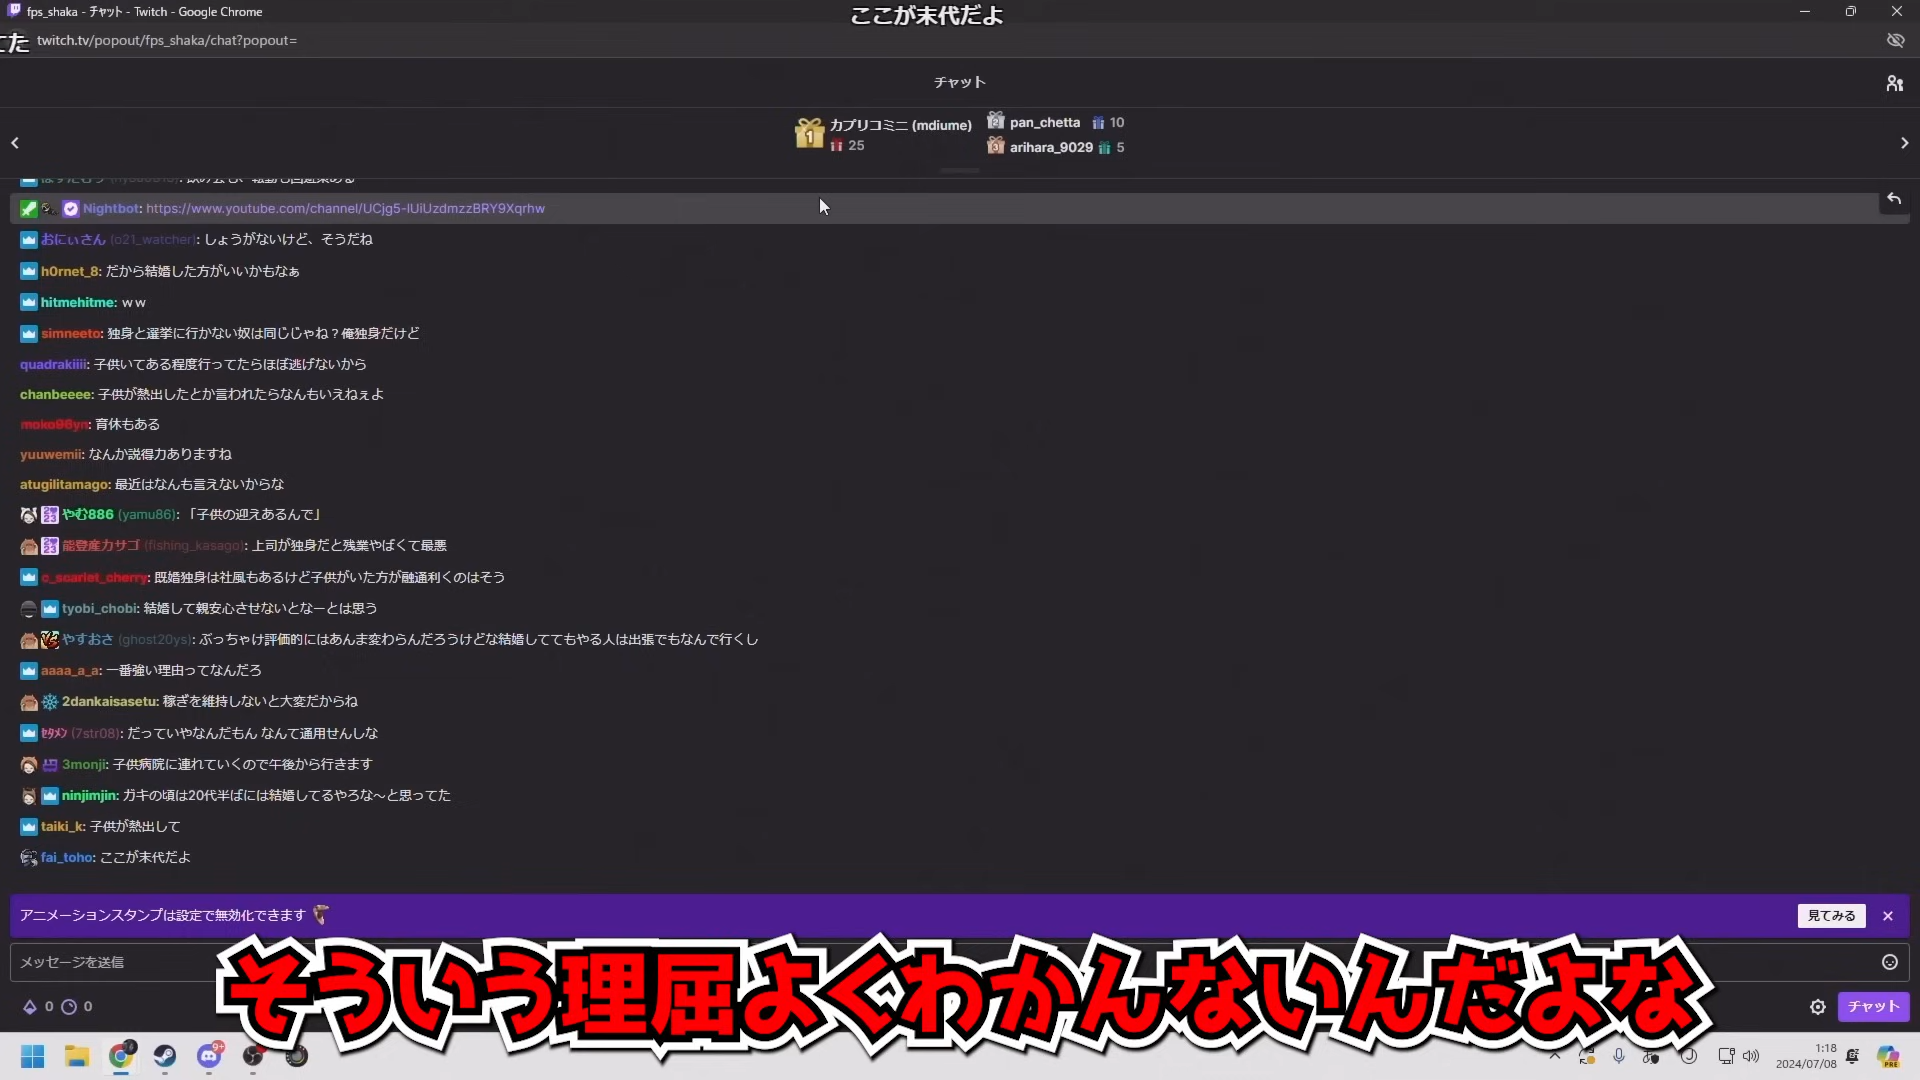 fps_shaka - チャット - Twitch - Google Chrome
ここが末代だよ
てた
twitch.tv/popout/fps_shaka/chat?popout=
チャット
カプリコミニ (mdiume)
25
pan_chetta 10
arihara_9029 5
Nightbot: https://www.youtube.com/channel/UCjg5-IUiUzdmzzBRY9Xqrhw
おにぃさん (o21_watcher): しょうがないけど、そうだね
h0rnet_8: だから結婚した方がいいかもなぁ
hitmehitme: ｗｗ
simneeto: 独身と選挙に行かない奴は同じじゃね？俺独身だけど
quadrakiiii: 子供いてある程度行ってたらほぼ逃げないから
chanbeeee: 子供が熱出したとか言われたらなんもいえねぇよ
moko96yn: 育休もある
yuuwemii: なんか説得力ありますね
atugilitamago: 最近はなんも言えないからな
やむ886 (yamu86): 「子供の迎えあるんで」
能登産カサゴ (fishing_kasago): 上司が独身だと残業やばくて最悪
c_scarlet_cherry: 既婚独身は社風もあるけど子供がいた方が融通利くのはそう
tyobi_chobi: 結婚して親安心させないとなーとは思う
やすおさ (ghost20ys): ぶっちゃけ評価的にはあんま変わらんだろうけどな結婚しててもやる人は出張でもなんで行くし
aaaa_a_a: 一番強い理由ってなんだろ
2dankaisasetu: 稼ぎを維持しないと大変だからね
ｾﾀﾒﾝ (7str08): だっていやなんだもん なんて通用せんしな
3monji: 子供病院に連れていくので午後から行きます
ninjimjin: ガキの頃は20代半ばには結婚してるやろな～と思ってた
taiki_k: 子供が熱出して
fai_toho: ここが末代だよ
アニメーションスタンプは設定で無効化できます
見てみる
メッセージを送信
そういう理屈よくわかんないんだよな
0 0
チャット
9+
1:18
2024/07/08
PRE